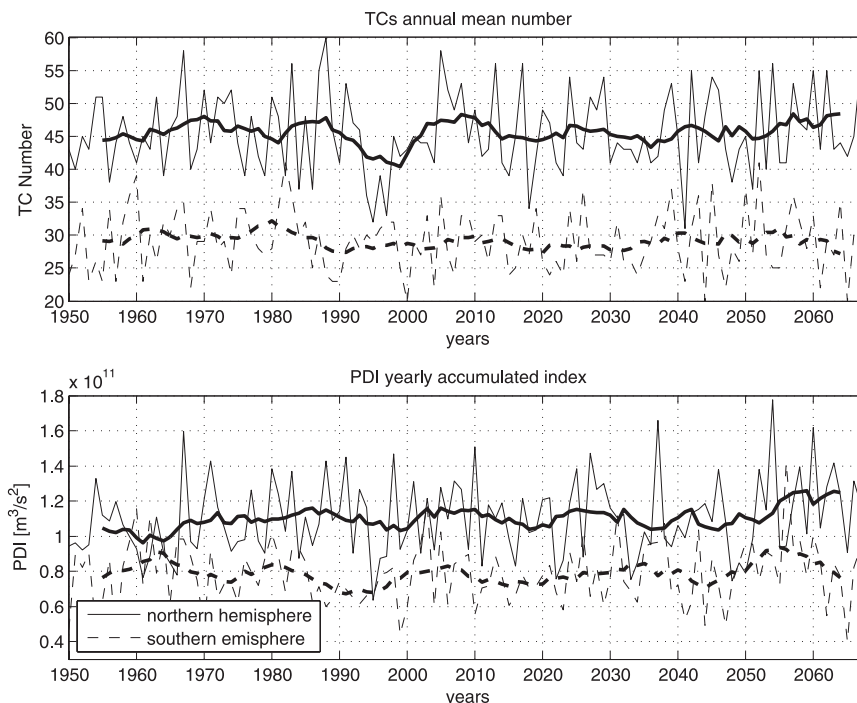 TCs annual mean number
TC Number
60
55
50
45
40
35
30
25
20
1950 1960 1970 1980 1990 2000 2010 2020 2030 2040 2050 2060
years
PDI yearly accumulated index
x 10^11
PDI [m^3/s^2]
1.8
1.6
1.4
1.2
1
0.8
0.6
0.4
northern hemisphere
southern emisphere
1950 1960 1970 1980 1990 2000 2010 2020 2030 2040 2050 2060
years